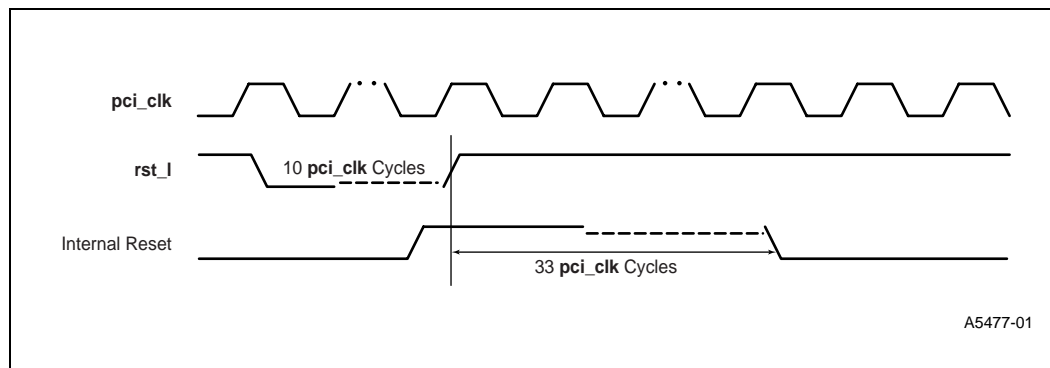 pci_clk
rst_l
10 pci_clk Cycles
Internal Reset
33 pci_clk Cycles
A5477-01